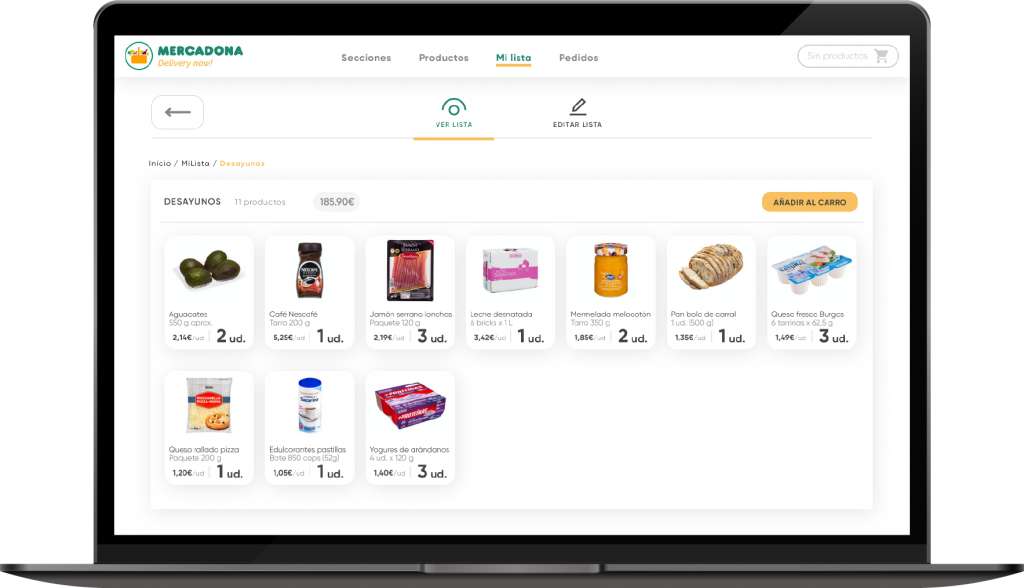 MERCADONA
Delivery now!
Secciones
Productos
Mi lista
Pedidos
Sin productos
VER LISTA
EDITAR LISTA
Inicio / MiLista / Desayunos
DESAYUNOS
11 productos
185.90€
AÑADIR AL CARRO
Aguacates
550 g aprox.
2,14€/ud
2 ud.
Café Nescafé
Tarro 200 g
5,25€/ud
1 ud.
Jamón serrano lonchas
Paquete 120 g
2,19€/ud
3 ud.
Leche desnatada
6 bricks x 1 L
3,42€/ud
1 ud.
Mermelada melocotón
Tarro 350 g
1,85€/ud
2 ud.
Pan bolo de corral
1 ud. (500 g)
1,35€/ud
1 ud.
Queso fresco Burgos
6 tarrinas x 62.5 g
1,49€/ud
3 ud.
Queso rallado pizza
Paquete 200 g
1,20€/ud
1 ud.
Edulcorantes pastillas
Bote 850 caps (52g)
1,05€/ud
1 ud.
Yogures de arándanos
4 ud. x 120 g
1,40€/ud
3 ud.
NESCAFE
SERRANO
+PROTEÍNAS